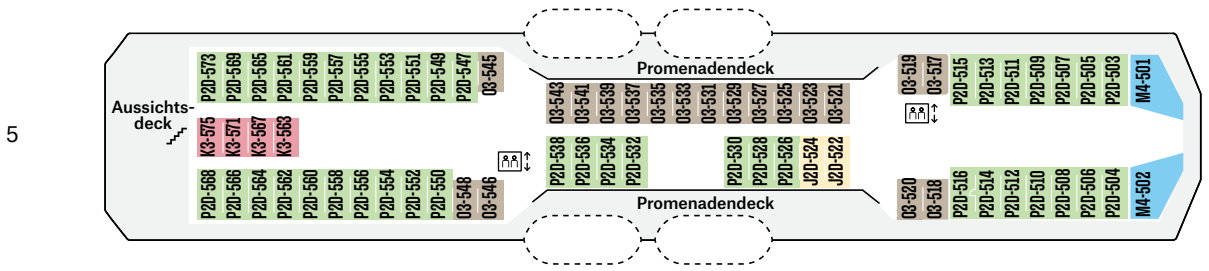 5
Aussichts-
deck
P2D-573
P2D-569
P2D-565
P2D-561
P2D-559
P2D-557
P2D-555
P2D-553
P2D-551
P2D-549
P2D-547
O3-545
K3-575
K3-571
K3-567
K3-563
P2D-568
P2D-566
P2D-564
P2D-562
P2D-560
P2D-558
P2D-556
P2D-554
P2D-552
P2D-550
O3-548
O3-546
Promenadendeck
O3-543
O3-541
O3-539
O3-537
O3-535
O3-533
O3-531
O3-529
O3-527
O3-525
O3-523
O3-521
P2D-538
P2D-536
P2D-534
P2D-532
P2D-530
P2D-528
P2D-526
J2D-524
J2D-522
Promenadendeck
O3-519
O3-517
P2D-515
P2D-513
P2D-511
P2D-509
P2D-507
P2D-505
P2D-503
M4-501
O3-520
O3-518
P2D-516
P2D-514
P2D-512
P2D-510
P2D-508
P2D-506
P2D-504
M4-502